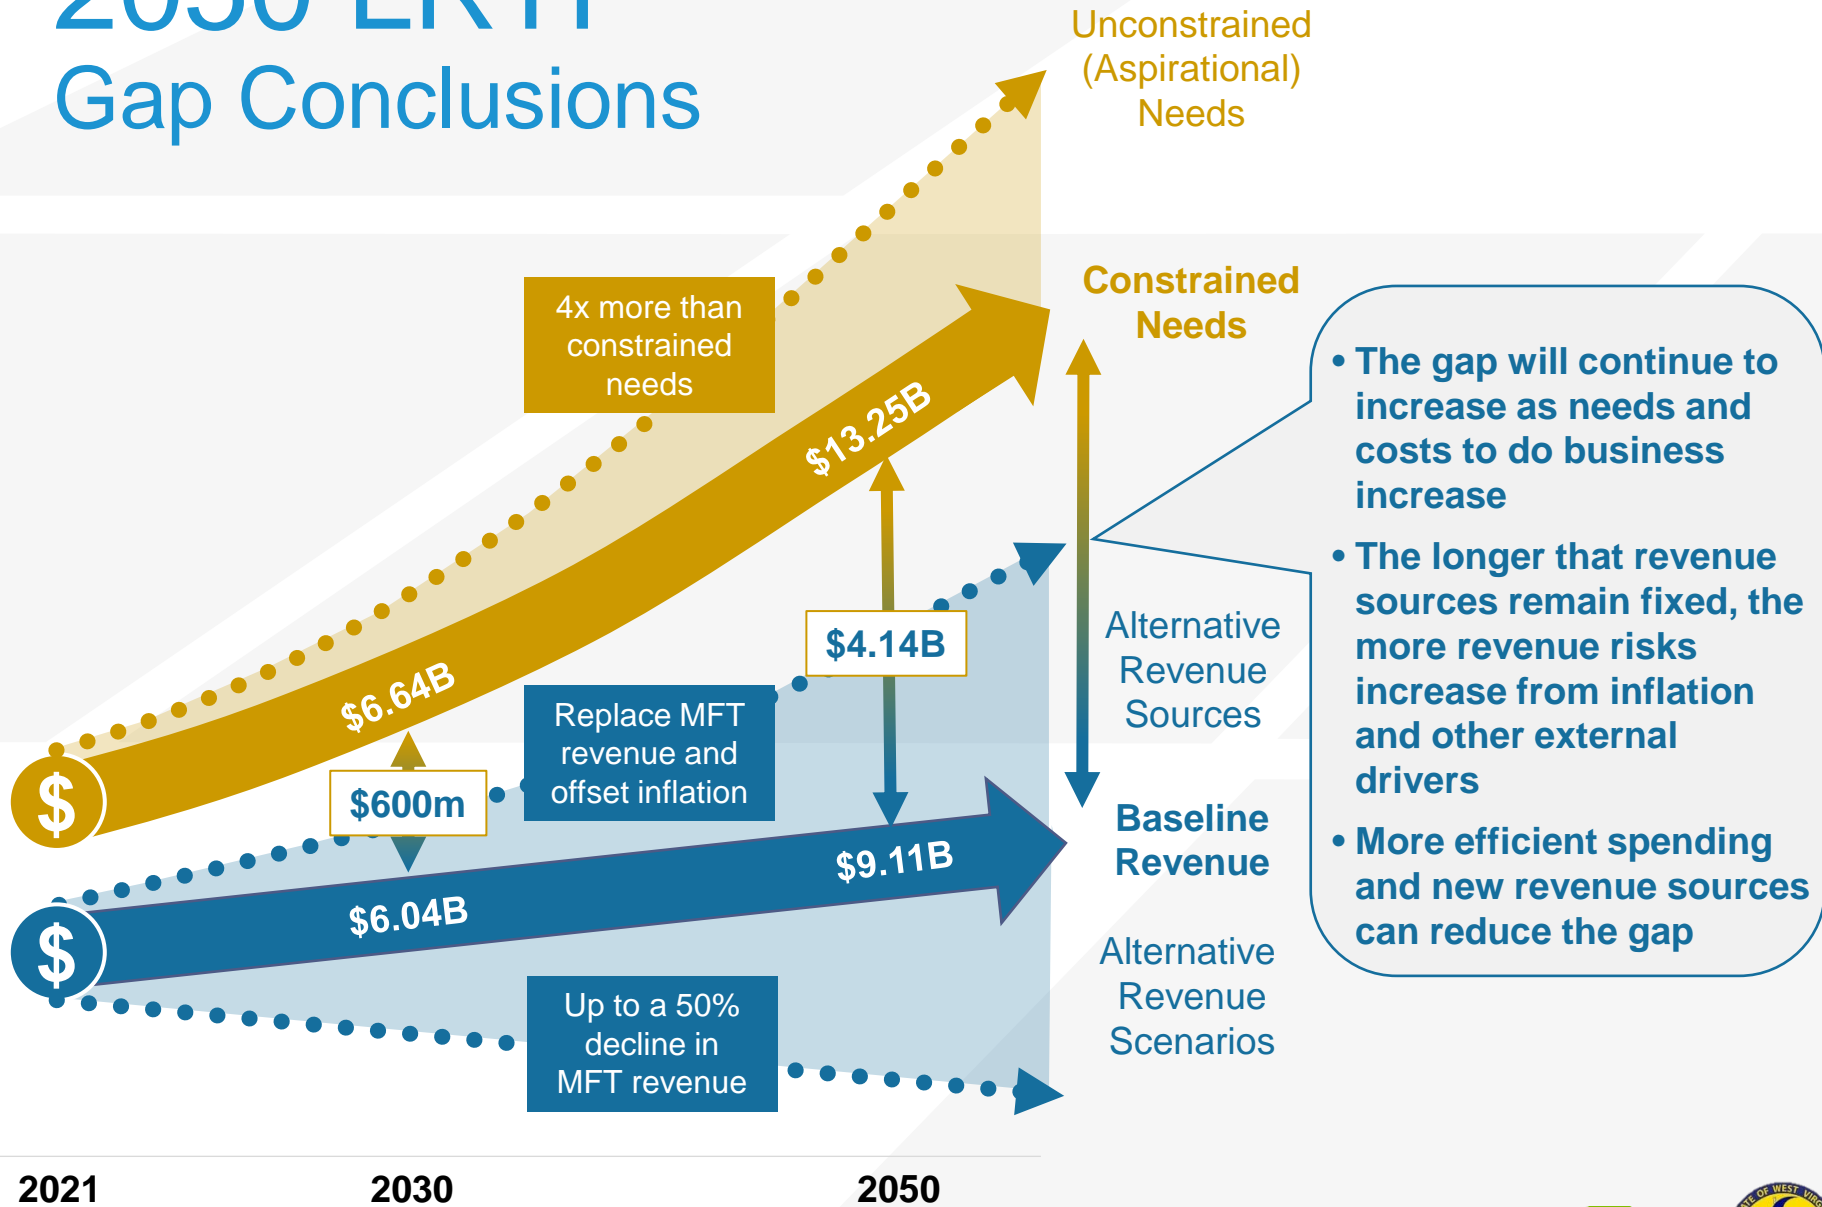 Gap Conclusions
Unconstrained
(Aspirational)
Needs
4x more than
constrained
needs
Constrained
Needs
$13.25B
$6.64B
$4.14B
$600m
Replace MFT
revenue and
offset inflation
Alternative
Revenue
Sources
Baseline
Revenue
$9.11B
$6.04B
$
$
Alternative
Revenue
Scenarios
Up to a 50%
decline in
MFT revenue
• The gap will continue to
increase as needs and
costs to do business
increase
• The longer that revenue
sources remain fixed, the
more revenue risks
increase from inflation
and other external
drivers
• More efficient spending
and new revenue sources
can reduce the gap
2021
2030
2050
OF WEST